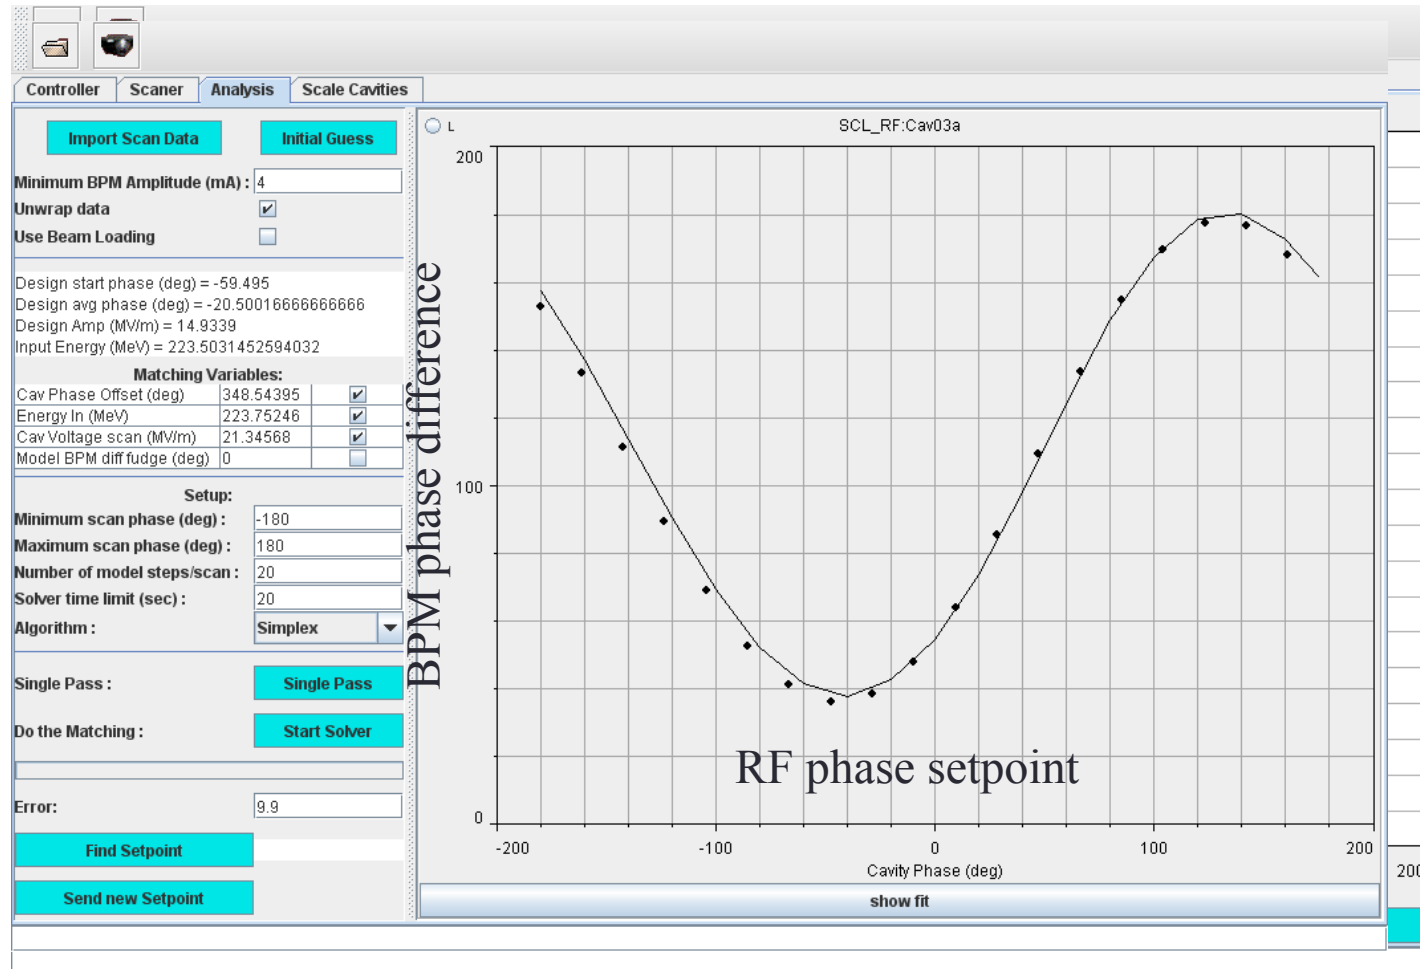 Controller Scaner Analysis Scale Cavities
Import Scan Data Initial Guess
Minimum BPM Amplitude (mA) : 4
Unwrap data
Use Beam Loading
Design start phase (deg) = -59.495
Design avg phase (deg) = -20.50016666666666
Design Amp (MV/m) = 14.9339
Input Energy (MeV) = 223.5031452594032
Matching Variables:
Cav Phase Offset (deg) 348.54395
Energy In (MeV) 223.75246
Cav Voltage scan (MV/m) 21.34568
Model BPM diff fudge (deg) 0
Setup:
Minimum scan phase (deg) : -180
Maximum scan phase (deg) : 180
Number of model steps/scan : 20
Solver time limit (sec) : 20
Algorithm : Simplex
Single Pass : Single Pass
Do the Matching : Start Solver
Error: 9.9
Find Setpoint
Send new Setpoint
L
SCL_RF:Cav03a
BPM phase difference
200
100
0
RF phase setpoint
-200 -100 0 100 200
Cavity Phase (deg)
show fit
200